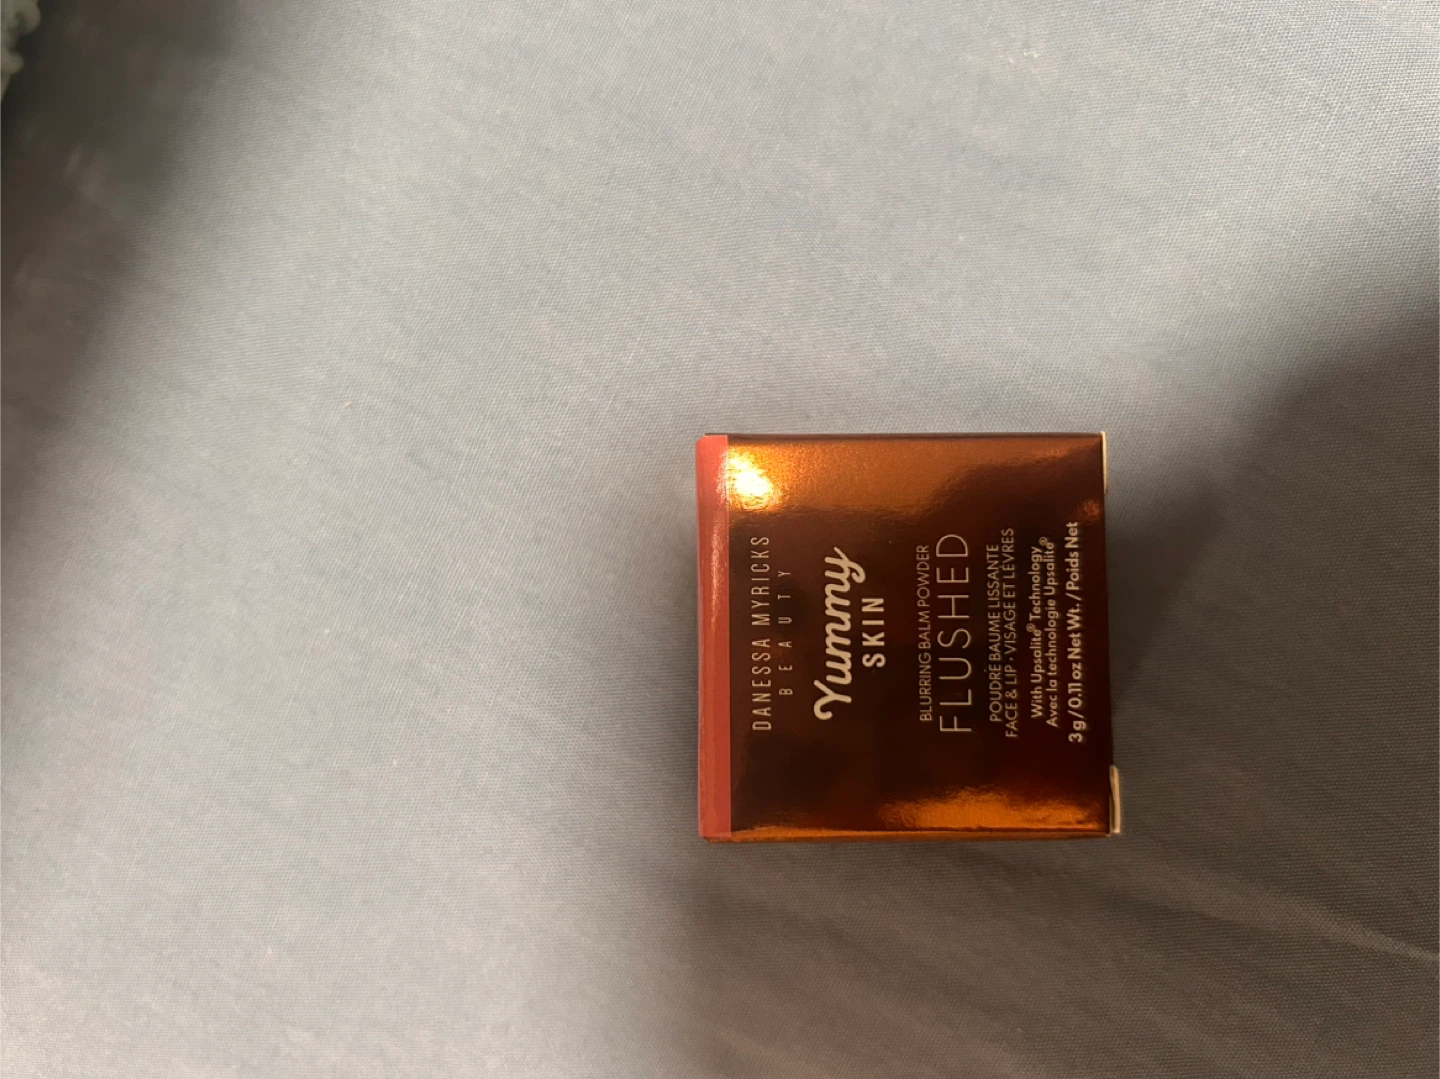 DANESSA MYRICKS
BEAUTY
Yummy
SKIN
BLURRING BALM POWDER
FLUSHED
POUDRE BAUME LISSANTE
FACE & LIP • VISAGE ET LÈVRES
With Upsalite® Technology
Avec la technologie Upsalite®
3g/0.11 oz Net Wt./Poids Net